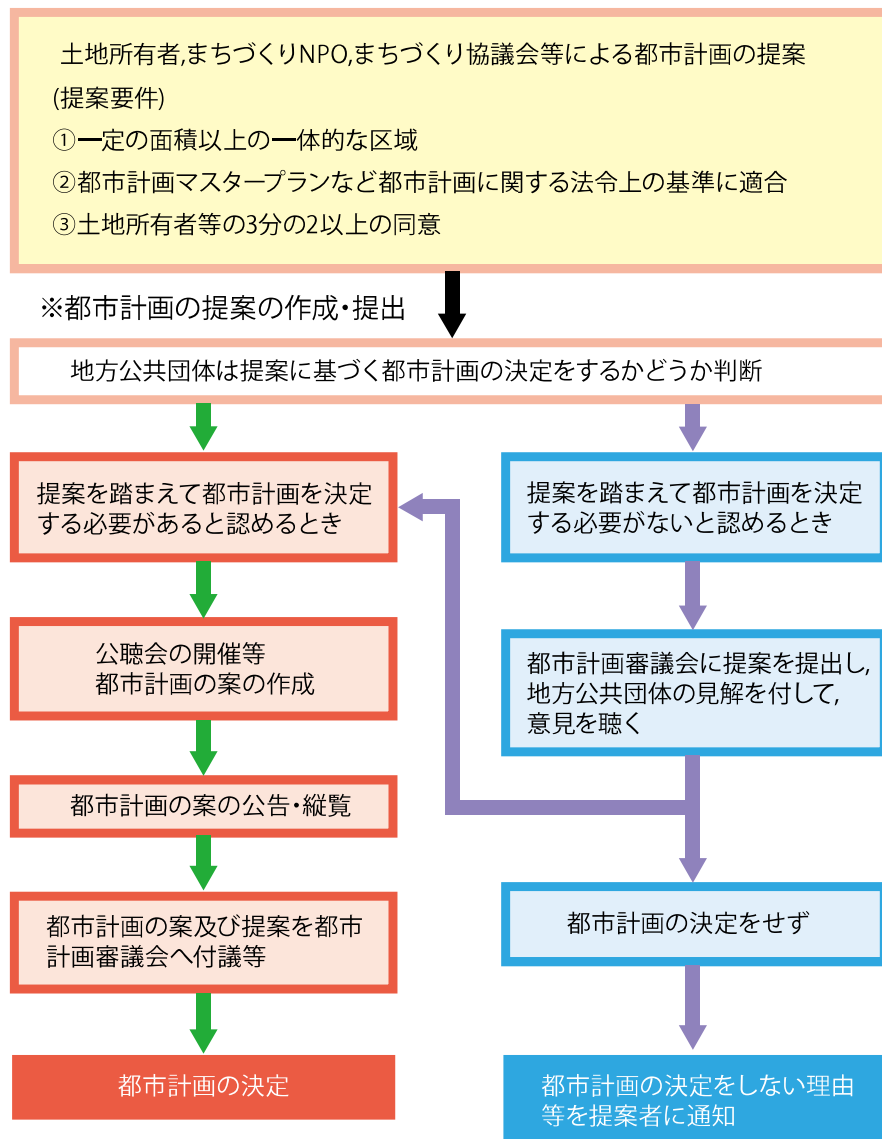 土地所有者,まちづくりNPO,まちづくり協議会等による都市計画の提案
(提案要件)
①一定の面積以上の一体的な区域
②都市計画マスタープランなど都市計画に関する法令上の基準に適合
③土地所有者等の3分の2以上の同意
※都市計画の提案の作成・提出
地方公共団体は提案に基づく都市計画の決定をするかどうか判断
提案を踏まえて都市計画を決定
する必要があると認めるとき
公聴会の開催等
都市計画の案の作成
都市計画の案の公告・縦覧
都市計画の案及び提案を都市
計画審議会へ付議等
都市計画の決定
提案を踏まえて都市計画を決定
する必要がないと認めるとき
都市計画審議会に提案を提出し,
地方公共団体の見解を付して,
意見を聴く
都市計画の決定をせず
都市計画の決定をしない理由
等を提案者に通知